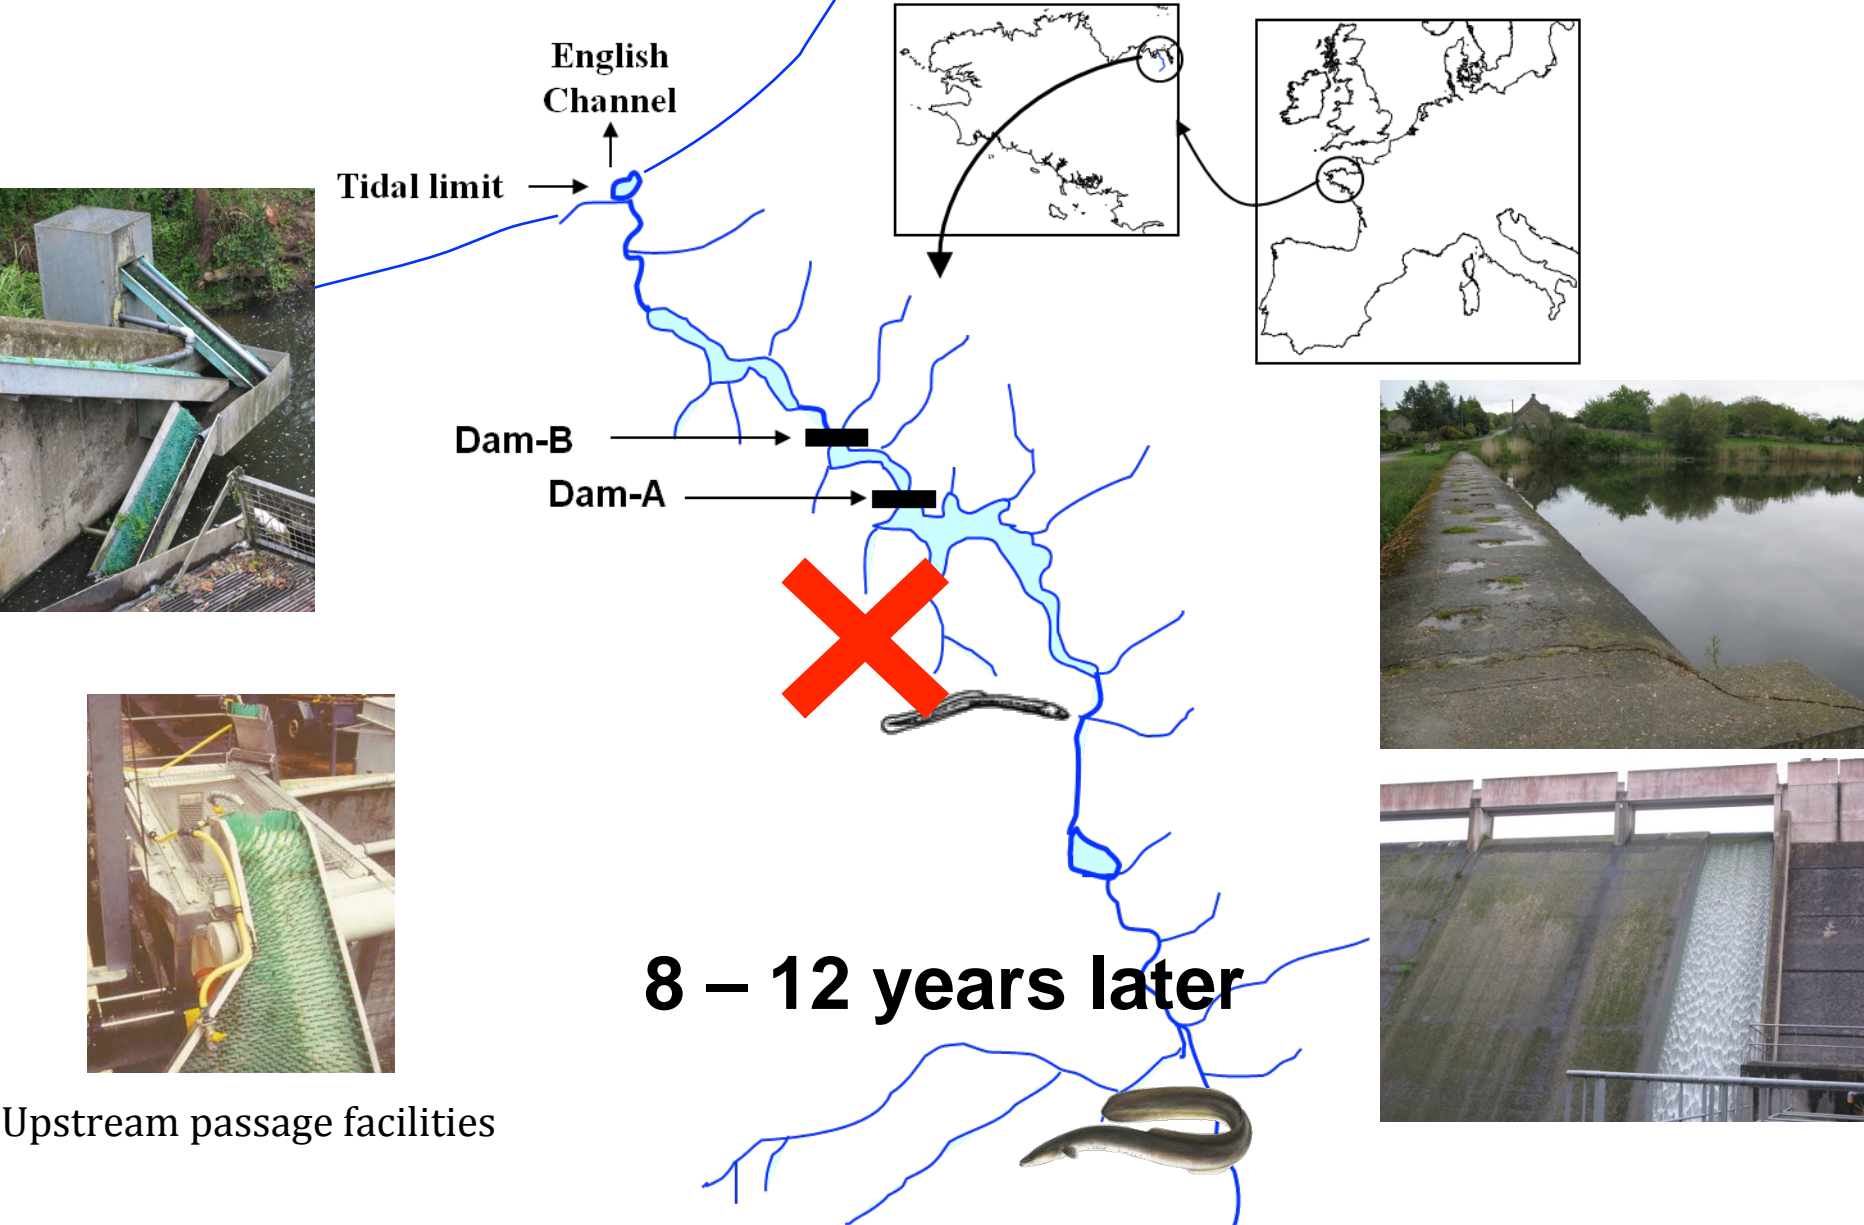 English
Channel
Tidal limit
Dam-B
Dam-A
8 – 12 years later
Upstream passage facilities